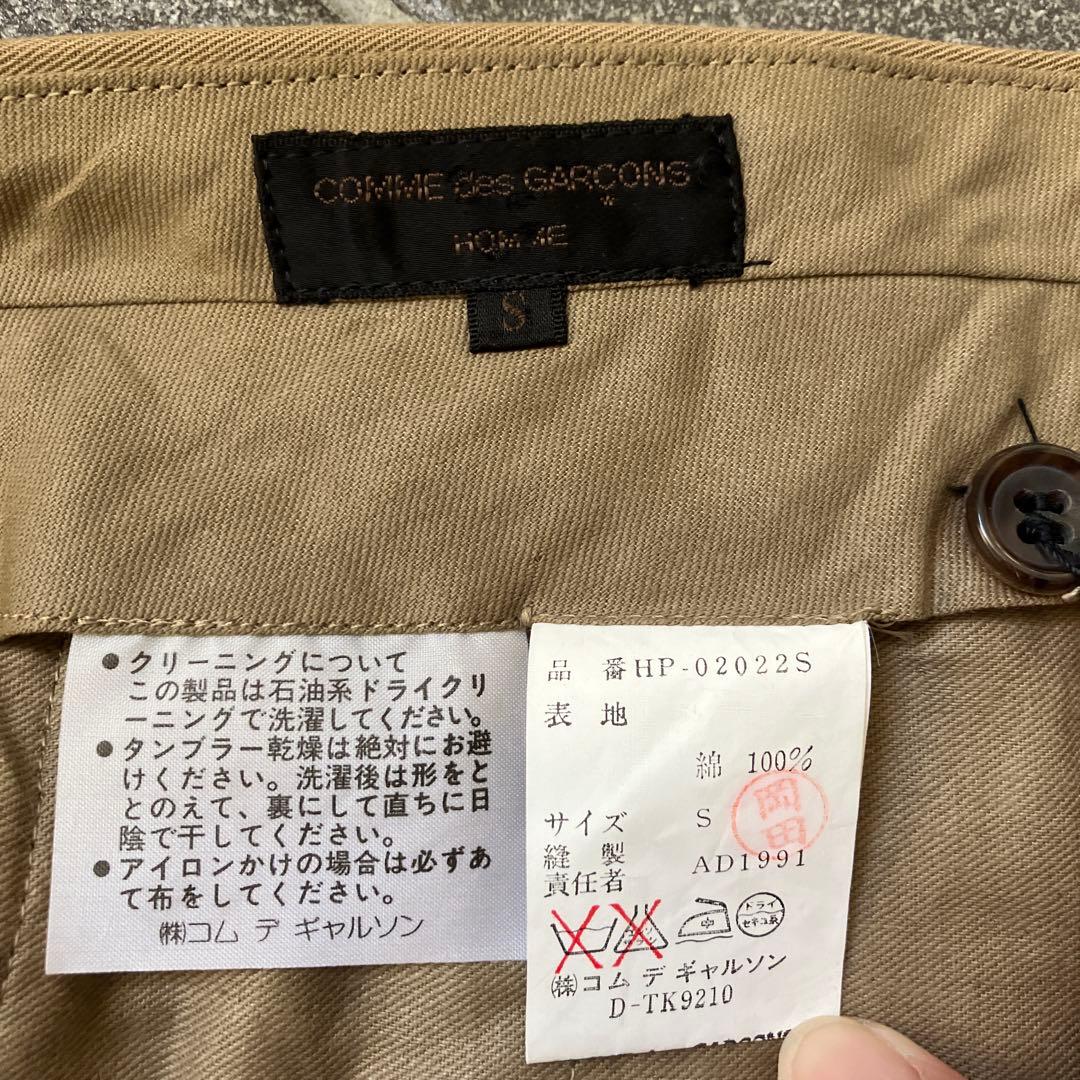 COMME des GARÇONS
HOMME
S
● クリーニングについて
この製品は石油系ドライクリ
ーニングで洗濯してください。
● タンブラー乾燥は絶対にお避
けください。洗濯後は形をと
とのえて、裏にして直ちに日
陰で干してください。
● アイロンかけの場合は必ずあ
て布をしてください。
㈱コム デ ギャルソン
品 番 HP-02022S
表 地
綿 100%
サイズ S
岡田
縫 製
責任者 AD1991
ドライ
セキユ系
㈱コム デ ギャルソン
D-TK9210
GARCONS